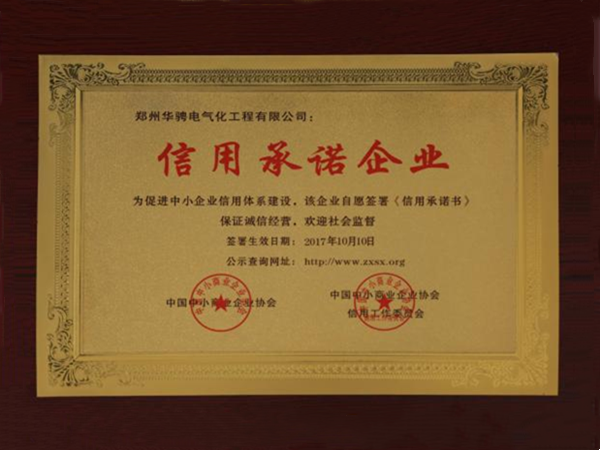 郑州华骋电气化工程有限公司：
信用承诺企业
为促进中小企业信用体系建设，该企业自愿签署《信用承诺书》
保证诚信经营，欢迎社会监督
签署生效日期：2017年10月10日
公示查询网址：http://www.zxsx.org
中国中小商业企业协会
中国中小商业企业协会
信用工作委员会